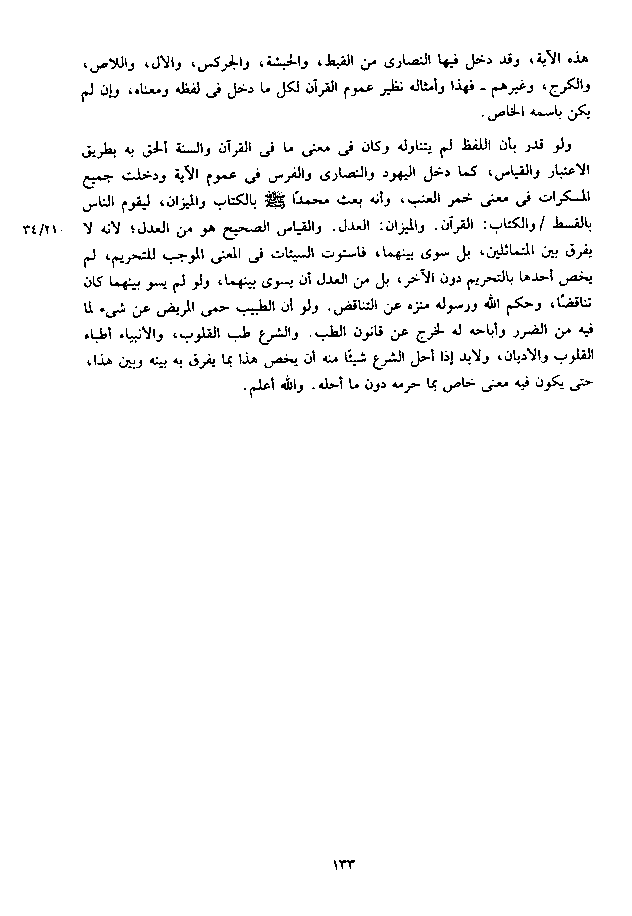 هذه الآية، وقد دخل فيها النصارى من القبط، والحبشة، والجركس، والآل، واللاص،
والكرج، وغيرهم ـ فهذا وأمثاله نظير عموم القرآن لكل ما دخل فى لفظه ومعناه، وإن لم
يكن باسمه الخاص.
ولو قدر بأن اللفظ لم يتناوله وكان فى معنى ما فى القرآن والسنة ألحق به بطريق
الاعتبار والقياس، كما دخل اليهود والنصارى والفرس فى عموم الآية ودخلت جميع
المسكرات فى معنى خمر العنب، وأنه بعث محمدًا ﷺ بالكتاب والميزان، ليقوم الناس
بالقسط / والكتاب: القرآن. والميزان: العدل. والقياس الصحيح هو من العدل؛ لأنه لا ٣٤/٢١٠
يفرق بين المتماثلين، بل سوى بينهما، فاستوت السيئات فى المعنى الموجب للتحريم، لم
يخص أحدها بالتحريم دون الآخر، بل من العدل أن يسوى بينهما، ولو لم يسو بينهما كان
تناقضًا، وحكم الله ورسوله منزه عن التناقض. ولو أن الطبيب حمى المريض عن شىء لما
فيه من الضرر وأباحه له لخرج عن قانون الطب. والشرع طب القلوب، والأنبياء أطباء
القلوب والأديان، ولابد إذا أحل الشرع شيئًا منه أن يخص هذا بما يفرق به بينه وبين هذا،
حتى يكون فيه معنى خاص بما حرمه دون ما أحله. والله أعلم.
١٣٣